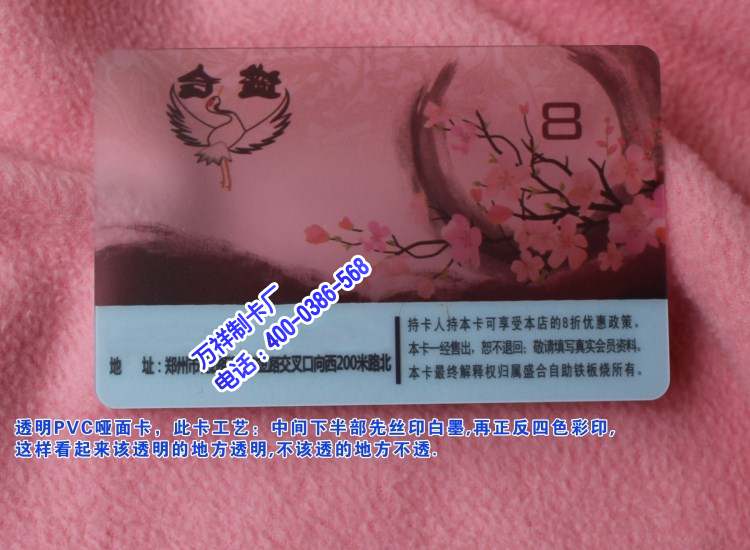 合盛
8
万祥制卡厂
电话：400-0386-568
持卡人持本卡可享受本店的8折优惠政策。
本卡一经售出，恕不退回；敬请填写真实会员资料。
本卡最终解释权归属盛合自助铁板烧所有。
地 址：郑州市 路交叉口向西200米路北
透明PVC哑面卡，此卡工艺：中间下半部先丝印白墨,再正反四色彩印,
这样看起来该透明的地方透明,不该透的地方不透.